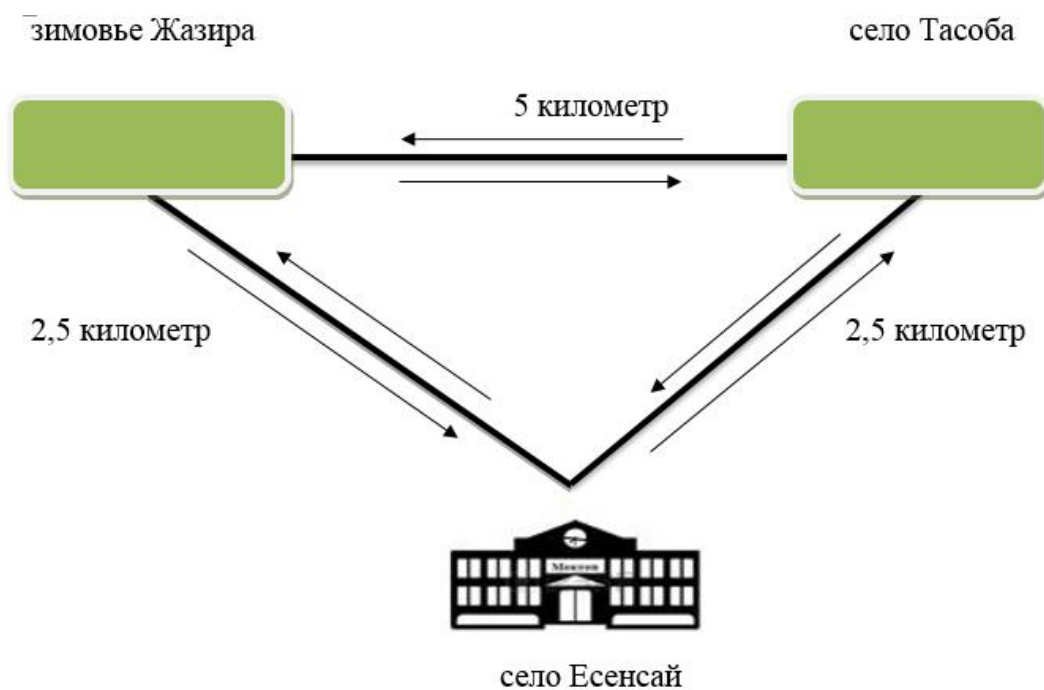 зимовье Жазира
село Тасоба
5 километр
2,5 километр
2,5 километр
Мектеп
село Есенсай